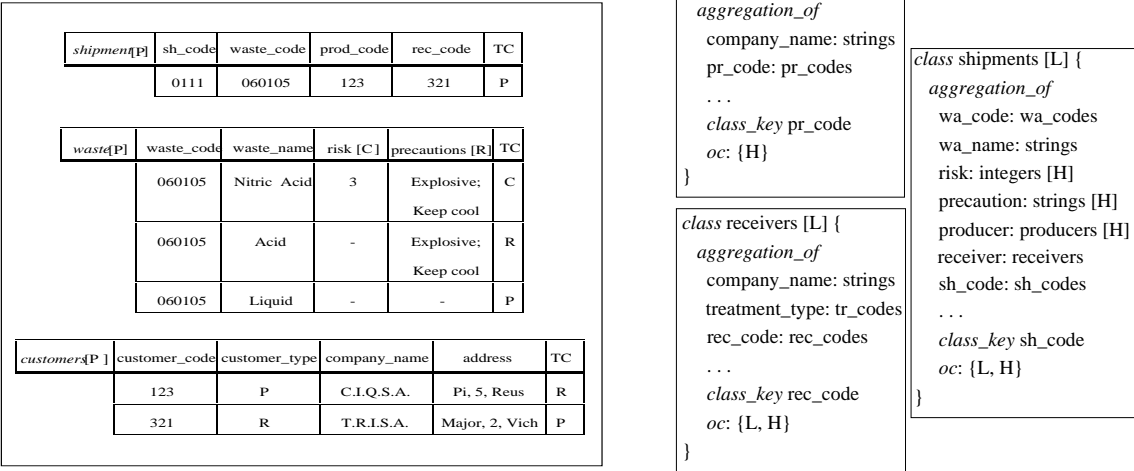 shipment[P] sh_code waste_code prod_code rec_code TC
0111 060105 123 321 P
waste[P] waste_code waste_name risk [C] precautions [R] TC
060105 Nitric Acid 3 Explosive; C
Keep cool
060105 Acid - Explosive; R
Keep cool
060105 Liquid - - P
customers[P ] customer_code customer_type company_name address TC
123 P C.I.Q.S.A. Pi, 5, Reus R
321 R T.R.I.S.A. Major, 2, Vich P
aggregation_of
company_name: strings
pr_code: pr_codes
. . .
class_key pr_code
oc: {H}
}
class receivers [L] {
aggregation_of
company_name: strings
treatment_type: tr_codes
rec_code: rec_codes
. . .
class_key rec_code
oc: {L, H}
}
class shipments [L] {
aggregation_of
wa_code: wa_codes
wa_name: strings
risk: integers [H]
precaution: strings [H]
producer: producers [H]
receiver: receivers
sh_code: sh_codes
. . .
class_key sh_code
oc: {L, H}
}